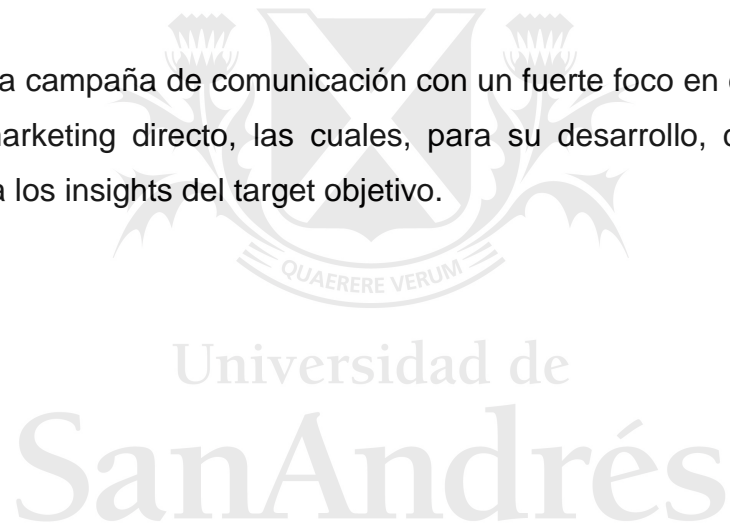 a campaña de comunicación con un fuerte foco en
marketing directo, las cuales, para su desarrollo,
a los insights del target objetivo.
QUAERERE VERUM
Universidad de
SanAndrés